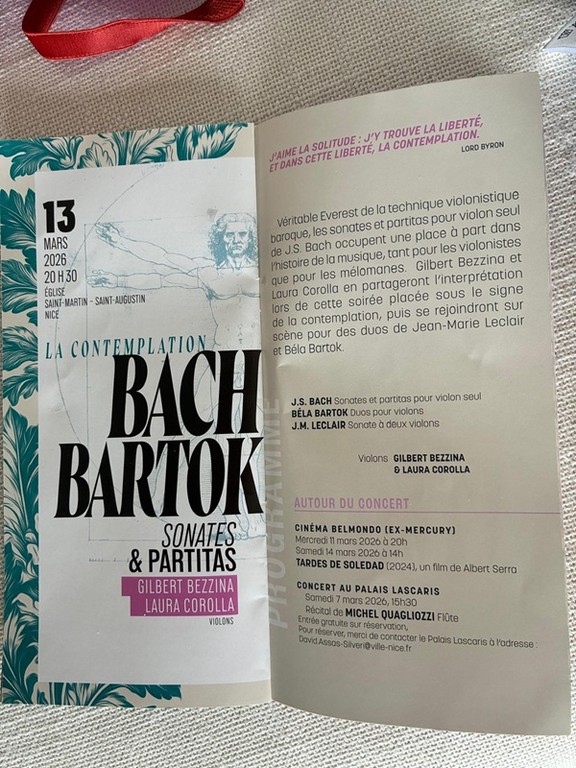 13
MARS
2026
20 H 30
ÉGLISE
SAINT-MARTIN – SAINT-AUGUSTIN
NICE
LA CONTEMPLATION
BACH
BARTOK
SONATES
& PARTITAS
GILBERT BEZZINA
LAURA COROLLA
VIOLONS
J'AIME LA SOLITUDE : J'Y TROUVE LA LIBERTÉ,
ET DANS CETTE LIBERTÉ, LA CONTEMPLATION.
LORD BYRON
Véritable Everest de la technique violonistique
baroque, les sonates et partitas pour violon seul
de J.S. Bach occupent une place à part dans
l'histoire de la musique, tant pour les violonistes
que pour les mélomanes. Gilbert Bezzina et
Laura Corolla en partageront l'interprétation
lors de cette soirée placée sous le signe
de la contemplation, puis se rejoindront sur
scène pour des duos de Jean-Marie Leclair
et Béla Bartok.
PROGRAMME
J.S. BACH Sonates et partitas pour violon seul
BÉLA BARTOK Duos pour violons
J.M. LECLAIR Sonate à deux violons
Violons GILBERT BEZZINA
& LAURA COROLLA
AUTOUR DU CONCERT
CINÉMA BELMONDO (EX-MERCURY)
Mercredi 11 mars 2026 à 20h
Samedi 14 mars 2026 à 14h
TARDES DE SOLEDAD (2024), un film de Albert Serra
CONCERT AU PALAIS LASCARIS
Samedi 7 mars 2026, 15h30
Récital de MICHEL QUAGLIOZZI Flûte
Entrée gratuite sur réservation,
Pour réserver, merci de contacter le Palais Lascaris à l'adresse :
David.Assas-Silveri@ville-nice.fr